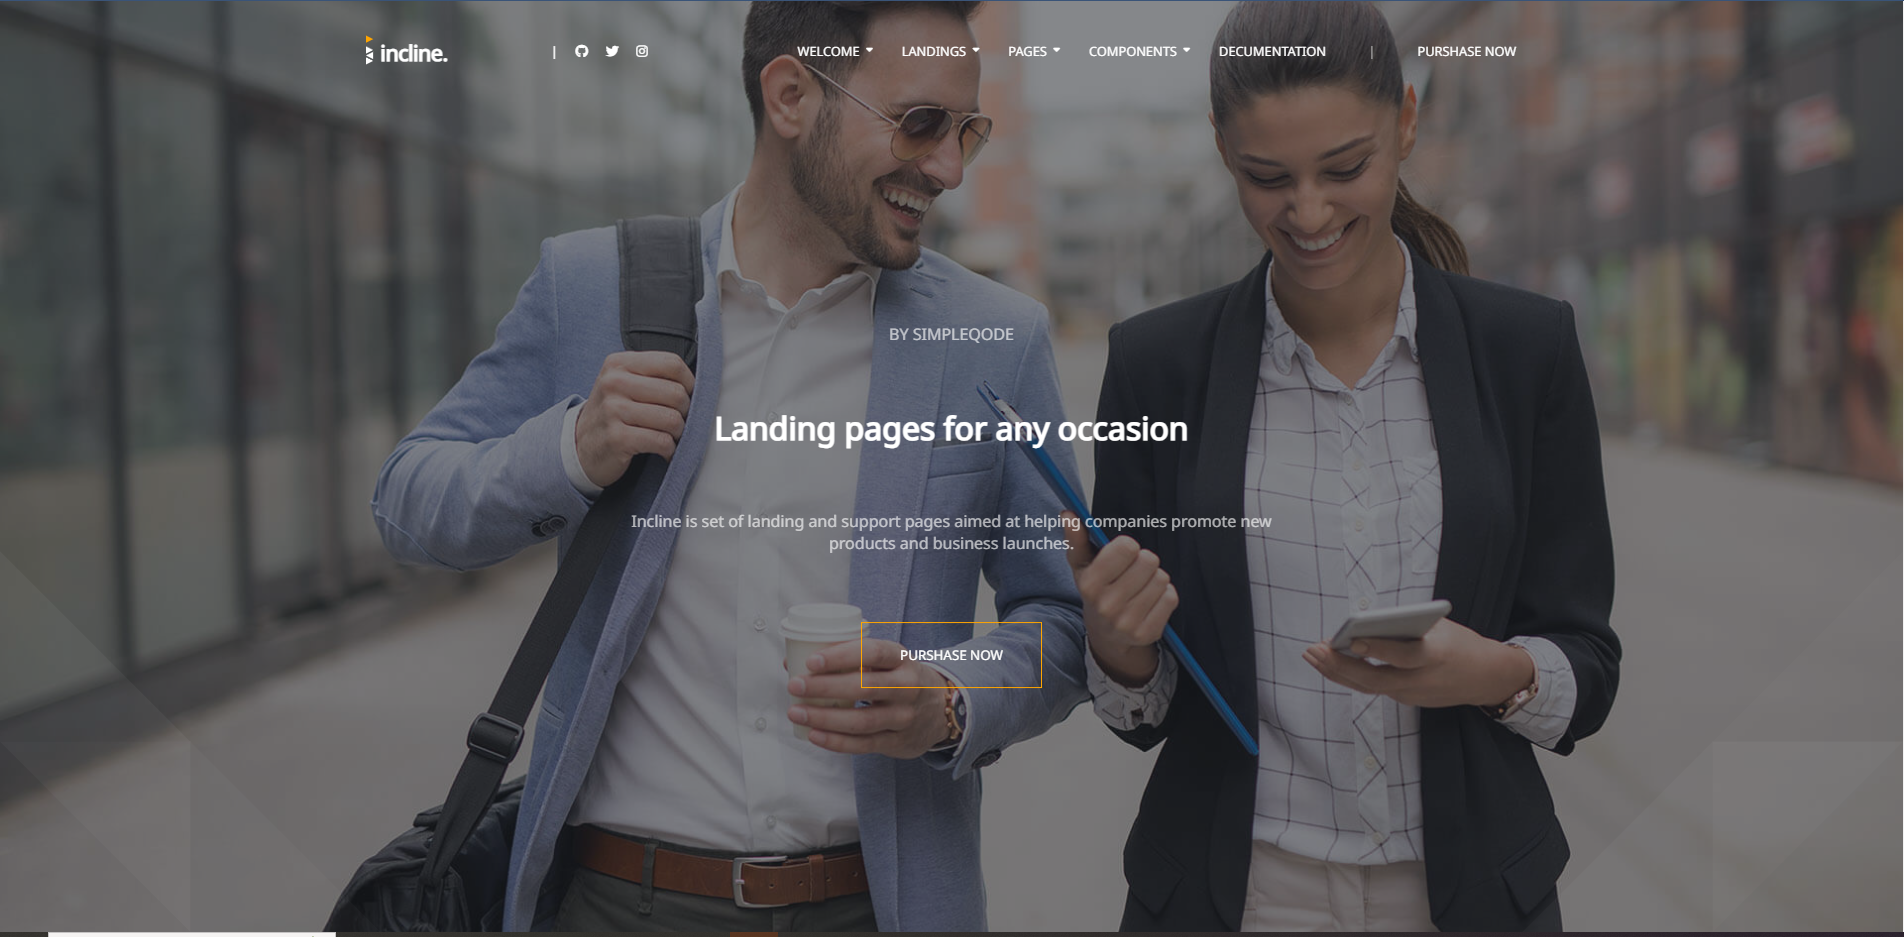 incline.
|
WELCOME
LANDINGS
PAGES
COMPONENTS
DECUMENTATION
|
PURSHASE NOW
BY SIMPLEQODE
Landing pages for any occasion
Incline is set of landing and support pages aimed at helping companies promote new
products and business launches.
PURSHASE NOW